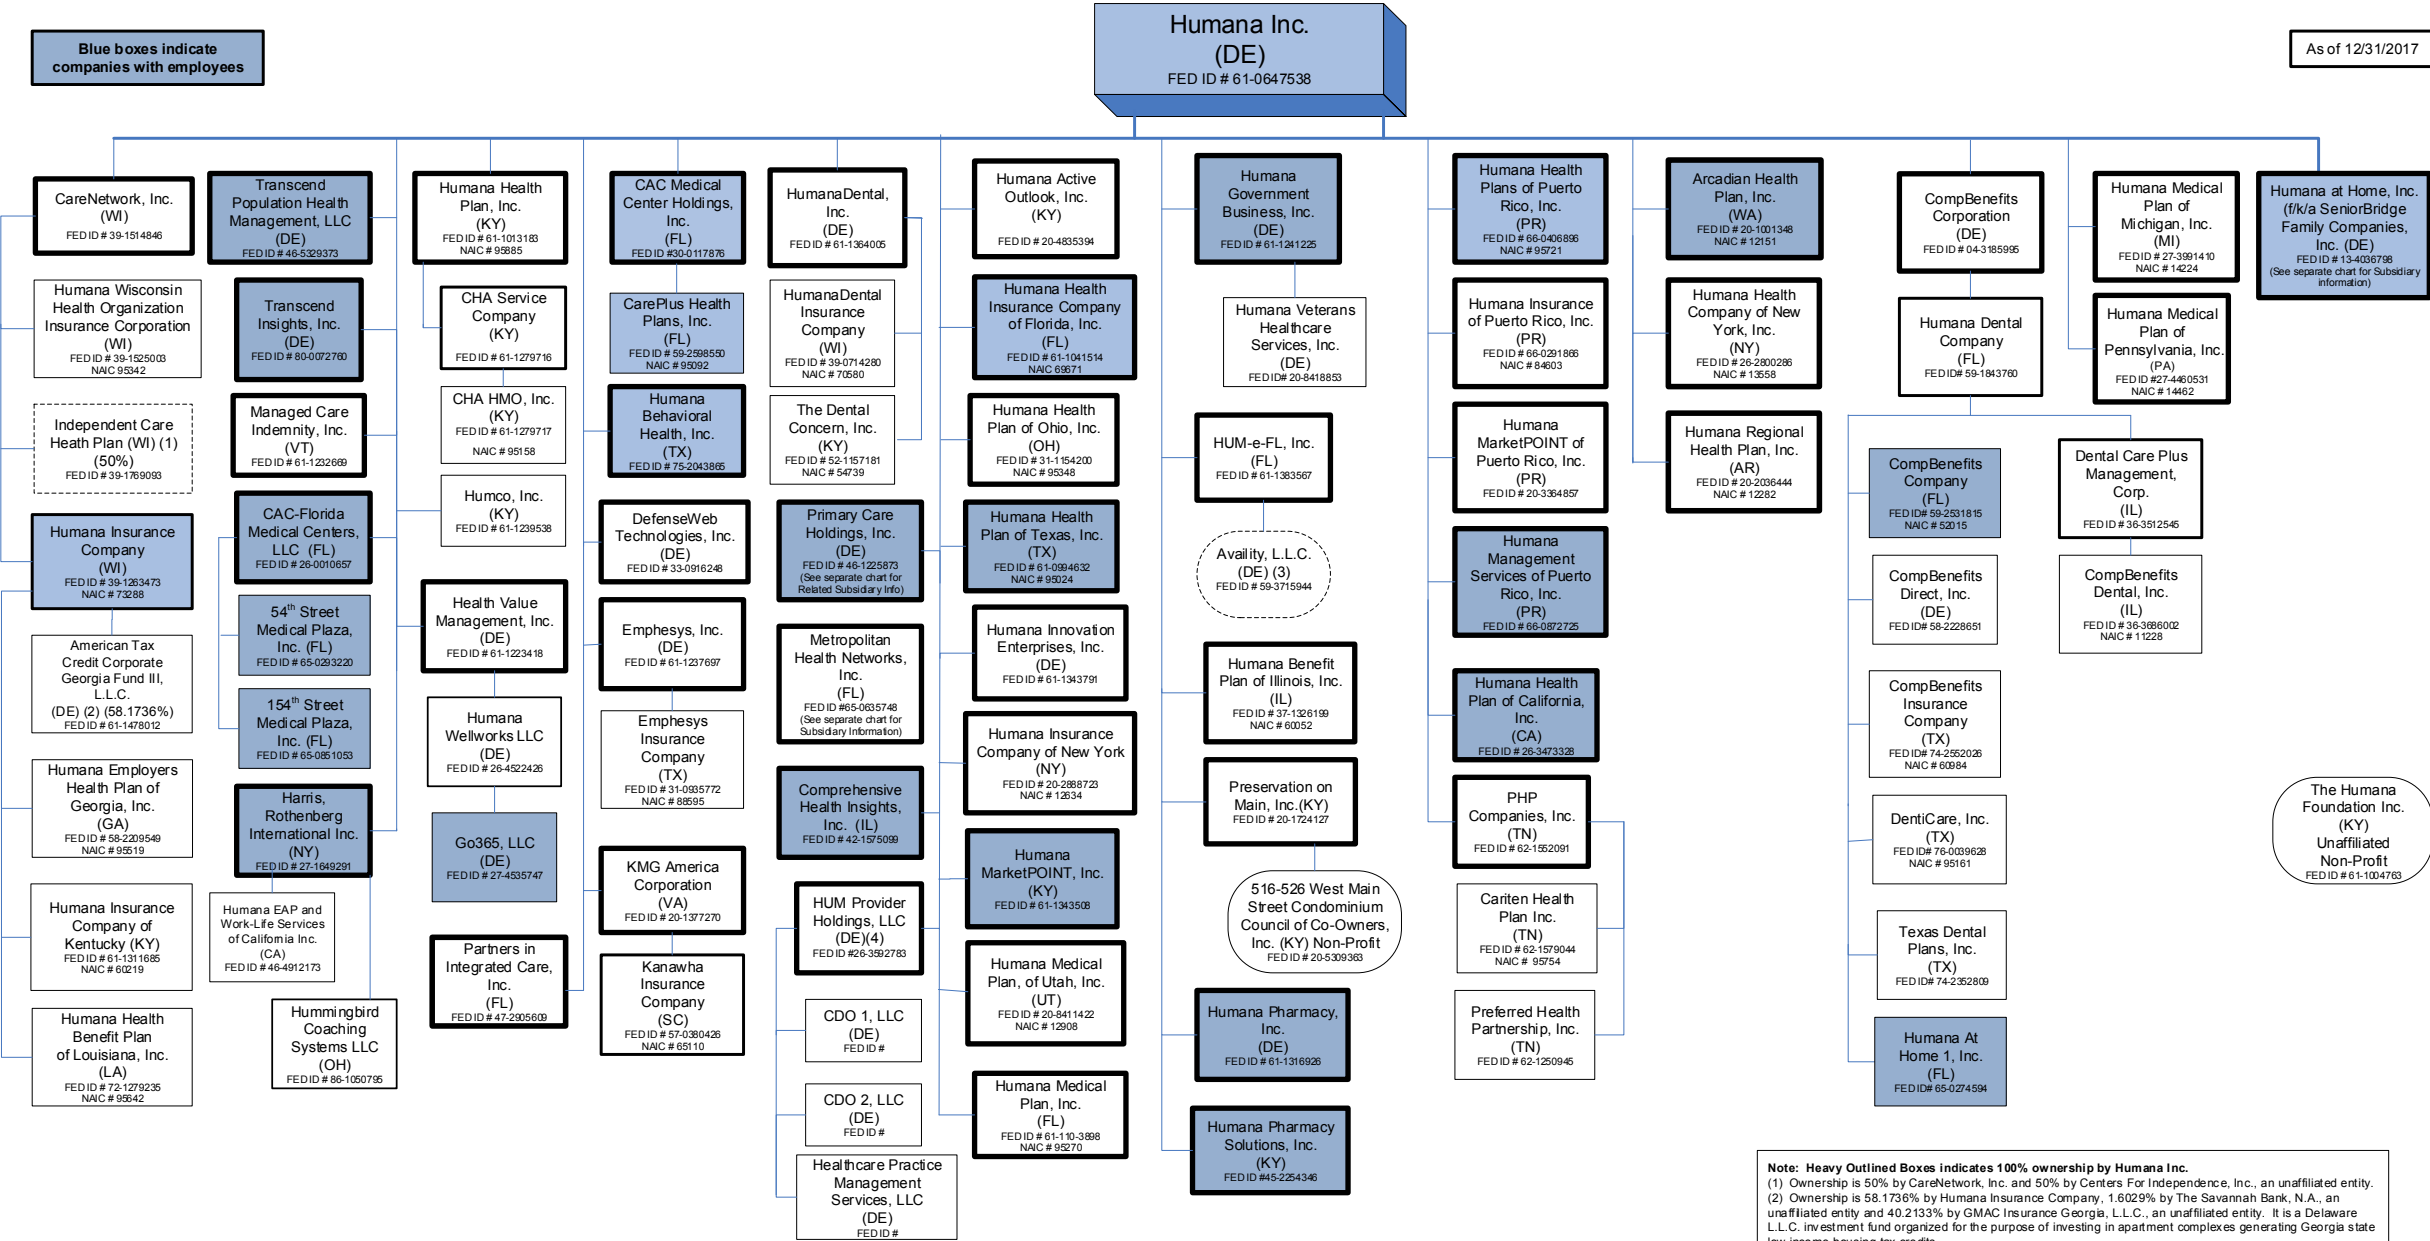 Blue boxes indicate
companies with employees
Humana Inc.
(DE)
FED ID # 61-0647538
As of 12/31/2017
CareNetwork, Inc.
(WI)
FED ID # 39-1514846
Humana Wisconsin
Health Organization
Insurance Corporation
(WI)
FED ID # 39-1525003
NAIC 95342
Independent Care
Heath Plan (WI) (1)
(50%)
FED ID # 39-1769093
Humana Insurance
Company
(WI)
FED ID # 39-1263473
NAIC # 73288
American Tax
Credit Corporate
Georgia Fund III,
L.L.C.
(DE) (2) (58.1736%)
FED ID # 61-1478012
Humana Employers
Health Plan of
Georgia, Inc.
(GA)
FED ID # 58-2209549
NAIC # 95519
Humana Insurance
Company of
Kentucky (KY)
FED ID # 61-1311685
NAIC # 60219
Humana Health
Benefit Plan
of Louisiana, Inc.
(LA)
FED ID # 72-1279235
NAIC # 95642
Transcend
Population Health
Management, LLC
(DE)
FED ID # 46-5329373
Transcend
Insights, Inc.
(DE)
FED ID # 80-0072760
Managed Care
Indemnity, Inc.
(VT)
FED ID # 61-1232669
CAC-Florida
Medical Centers,
LLC (FL)
FED ID # 26-0010657
54th Street
Medical Plaza,
Inc. (FL)
FED ID # 65-0293220
154th Street
Medical Plaza,
Inc. (FL)
FED ID # 65-0851053
Harris,
Rothenberg
International Inc.
(NY)
FED ID # 27-1649291
Humana EAP and
Work-Life Services
of California Inc.
(CA)
FED ID # 46-4912173
Hummingbird
Coaching
Systems LLC
(OH)
FED ID # 86-1050795
Humana Health
Plan, Inc.
(KY)
FED ID # 61-1013183
NAIC # 95885
CHA Service
Company
(KY)
FED ID # 61-1279716
CHA HMO, Inc.
(KY)
FED ID # 61-1279717
NAIC # 95158
Humco, Inc.
(KY)
FED ID # 61-1239538
Health Value
Management, Inc.
(DE)
FED ID # 61-1223418
Humana
Wellworks LLC
(DE)
FED ID # 26-4522426
Go365, LLC
(DE)
FED ID # 27-4535747
Partners in
Integrated Care,
Inc.
(FL)
FED ID # 47-2905609
CAC Medical
Center Holdings,
Inc.
(FL)
FED ID #30-0117876
CarePlus Health
Plans, Inc.
(FL)
FED ID # 59-2598550
NAIC # 95092
Humana
Behavioral
Health, Inc.
(TX)
FED ID # 75-2043865
DefenseWeb
Technologies, Inc.
(DE)
FED ID # 33-0916248
Emphesys, Inc.
(DE)
FED ID # 61-1237697
Emphesys
Insurance
Company
(TX)
FED ID # 31-0935772
NAIC # 88595
KMG America
Corporation
(VA)
FED ID # 20-1377270
Kanawha
Insurance
Company
(SC)
FED ID # 57-0380426
NAIC # 65110
HumanaDental,
Inc.
(DE)
FED ID # 61-1364005
HumanaDental
Insurance
Company
(WI)
FED ID # 39-0714280
NAIC # 70580
The Dental
Concern, Inc.
(KY)
FED ID # 52-1157181
NAIC # 54739
Primary Care
Holdings, Inc.
(DE)
FED ID # 46-1225873
(See separate chart for
Related Subsidiary Info)
Metropolitan
Health Networks,
Inc.
(FL)
FED ID #65-0635748
(See separate chart for
Subsidiary Information)
Comprehensive
Health Insights,
Inc. (IL)
FED ID # 42-1575099
HUM Provider
Holdings, LLC
(DE)(4)
FED ID #26-3592783
CDO 1, LLC
(DE)
FED ID #
CDO 2, LLC
(DE)
FED ID #
Healthcare Practice
Management
Services, LLC
(DE)
FED ID #
Humana Active
Outlook, Inc.
(KY)
FED ID # 20-4835394
Humana Health
Insurance Company
of Florida, Inc.
(FL)
FED ID # 61-1041514
NAIC 69671
Humana Health
Plan of Ohio, Inc.
(OH)
FED ID # 31-1154200
NAIC # 95348
Humana Health
Plan of Texas, Inc.
(TX)
FED ID # 61-0994632
NAIC # 95024
Humana Innovation
Enterprises, Inc.
(DE)
FED ID # 61-1343791
Humana Insurance
Company of New York
(NY)
FED ID # 20-2888723
NAIC # 12634
Humana
MarketPOINT, Inc.
(KY)
FED ID # 61-1343508
Humana Medical
Plan, of Utah, Inc.
(UT)
FED ID # 20-8411422
NAIC # 12908
Humana Medical
Plan, Inc.
(FL)
FED ID # 61-110-3898
NAIC # 95270
Humana
Government
Business, Inc.
(DE)
FED ID # 61-1241225
Humana Veterans
Healthcare
Services, Inc.
(DE)
FED ID# 20-8418853
HUM-e-FL, Inc.
(FL)
FED ID # 61-1383567
Availity, L.L.C.
(DE) (3)
FED ID # 59-3715944
Humana Benefit
Plan of Illinois, Inc.
(IL)
FED ID # 37-1326199
NAIC # 60052
Preservation on
Main, Inc.(KY)
FED ID # 20-1724127
516-526 West Main
Street Condominium
Council of Co-Owners,
Inc. (KY) Non-Profit
FED ID # 20-5309363
Humana Pharmacy,
Inc.
(DE)
FED ID # 61-1316926
Humana Pharmacy
Solutions, Inc.
(KY)
FED ID #45-2254346
Humana Health
Plans of Puerto
Rico, Inc.
(PR)
FED ID # 66-0406896
NAIC # 95721
Humana Insurance
of Puerto Rico, Inc.
(PR)
FED ID # 66-0291866
NAIC # 84603
Humana
MarketPOINT of
Puerto Rico, Inc.
(PR)
FED ID # 20-3364857
Humana
Management
Services of Puerto
Rico, Inc.
(PR)
FED ID # 66-0872725
Humana Health
Plan of California,
Inc.
(CA)
FED ID # 26-3473328
PHP
Companies, Inc.
(TN)
FED ID # 62-1552091
Cariten Health
Plan Inc.
(TN)
FED ID # 62-1579044
NAIC # 95754
Preferred Health
Partnership, Inc.
(TN)
FED ID # 62-1250945
Arcadian Health
Plan, Inc.
(WA)
FED ID # 20-1001348
NAIC # 12151
Humana Health
Company of New
York, Inc.
(NY)
FED ID # 26-2800286
NAIC # 13558
Humana Regional
Health Plan, Inc.
(AR)
FED ID # 20-2036444
NAIC # 12282
CompBenefits
Corporation
(DE)
FED ID # 04-3185995
Humana Dental
Company
(FL)
FED ID# 59-1843760
CompBenefits
Company
(FL)
FED ID# 59-2531815
NAIC # 52015
CompBenefits
Direct, Inc.
(DE)
FED ID# 58-2228651
CompBenefits
Insurance
Company
(TX)
FED ID# 74-2552026
NAIC # 60984
DentiCare, Inc.
(TX)
FED ID# 76-0039628
NAIC # 95161
Texas Dental
Plans, Inc.
(TX)
FED ID# 74-2352809
Humana At
Home 1, Inc.
(FL)
FED ID# 65-0274594
Dental Care Plus
Management,
Corp.
(IL)
FED ID # 36-3512545
CompBenefits
Dental, Inc.
(IL)
FED ID # 36-3686002
NAIC # 11228
Humana Medical
Plan of
Michigan, Inc.
(MI)
FED ID # 27-3991410
NAIC # 14224
Humana Medical
Plan of
Pennsylvania, Inc.
(PA)
FED ID #27-4460531
NAIC # 14462
Humana at Home, Inc.
(f/k/a SeniorBridge
Family Companies,
Inc. (DE)
FED ID # 13-4036798
(See separate chart for Subsidiary
information)
The Humana
Foundation Inc.
(KY)
Unaffiliated
Non-Profit
FED ID # 61-1004763
Note: Heavy Outlined Boxes indicates 100% ownership by Humana Inc.
(1) Ownership is 50% by CareNetwork, Inc. and 50% by Centers For Independence, Inc., an unaffiliated entity.
(2) Ownership is 58.1736% by Humana Insurance Company, 1.6029% by The Savannah Bank, N.A., an
unaffiliated entity and 40.2133% by GMAC Insurance Georgia, L.L.C., an unaffiliated entity. It is a Delaware
L.L.C. investment fund organized for the purpose of investing in apartment complexes generating Georgia state